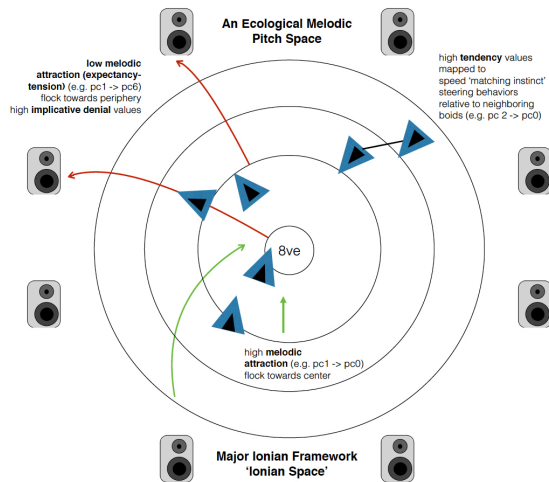 An Ecological Melodic
Pitch Space
low melodic
attraction (expectancy-
tension) (e.g. pc1 -> pc6)
flock towards periphery
high implicative denial values
high tendency values
mapped to
speed 'matching instinct'
steering behaviors
relative to neighboring
boids (e.g. pc 2 -> pc0)
8ve
high melodic
attraction (e.g. pc1 -> pc0)
flock towards center
Major Ionian Framework
'Ionian Space'